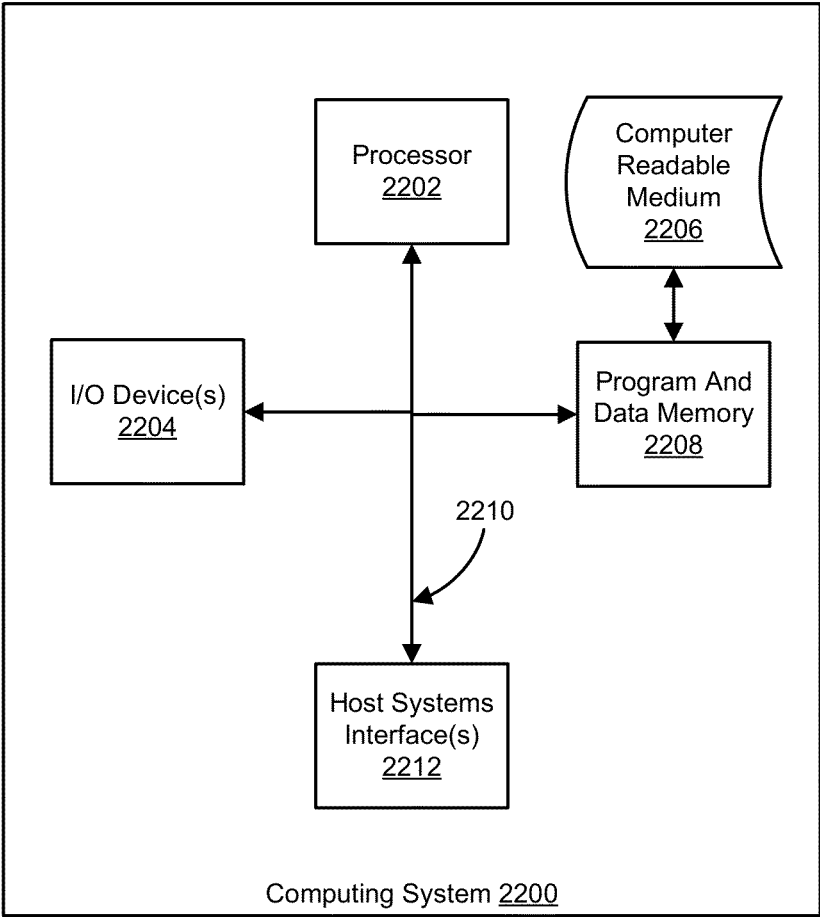 Processor
2202
Computer
Readable
Medium
2206
I/O Device(s)
2204
Program And
Data Memory
2208
2210
Host Systems
Interface(s)
2212
Computing System 2200